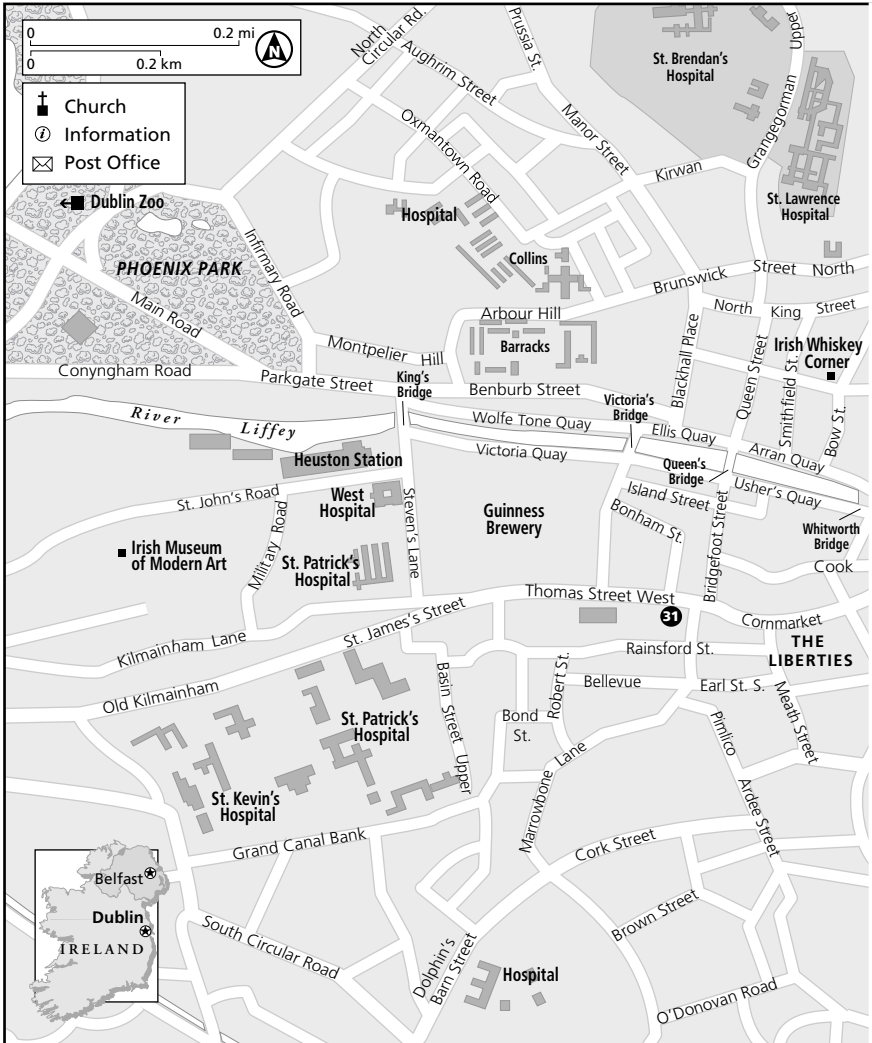 0
0.2 mi
0
0.2 km
N
Church
Information
Post Office
North
Circular Rd.
Aughrim Street
Prussia St.
St. Brendan's
Hospital
Upper
Grangegorman
Manor Street
Oxmantown Road
Kirwan
St. Lawrence
Hospital
Dublin Zoo
Hospital
Infirmary Road
PHOENIX PARK
Main Road
Collins
Brunswick Street North
Arbour Hill
North King Street
Montpelier Hill
Barracks
Blackhall Place
Queen Street
Smithfield St.
Irish Whiskey
Corner
Conyngham Road
Parkgate Street
King's
Bridge
Benburb Street
Victoria's
Bridge
Bow St.
River Liffey
Wolfe Tone Quay
Ellis Quay
Arran Quay
Victoria Quay
Heuston Station
Queen's
Bridge
Usher's Quay
St. John's Road
West
Hospital
Steven's Lane
Guinness
Brewery
Island Street
Bonham St.
Bridgefoot Street
Whitworth
Bridge
Military Road
Irish Museum
of Modern Art
St. Patrick's
Hospital
Cook
Thomas Street West
31
Cornmarket
St. James's Street
Kilmainham Lane
Rainsford St.
THE
LIBERTIES
Old Kilmainham
Basin Street Upper
Robert St.
Bellevue
Earl St. S.
Meath Street
St. Patrick's
Hospital
Bond
St.
Pimlico
St. Kevin's
Hospital
Marrowbone Lane
Ardee Street
Grand Canal Bank
Cork Street
Belfast
Dublin
IRELAND
South Circular Road
Brown Street
Dolphin's
Barn Street
Hospital
O'Donovan Road